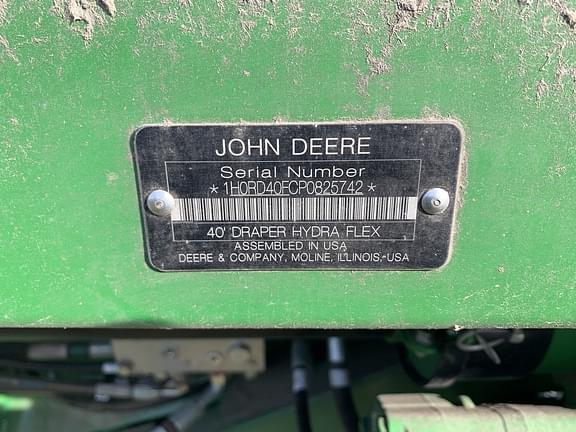 JOHN DEERE
Serial Number
*1H0RD40FCP0825742*
40' DRAPER HYDRA FLEX
ASSEMBLED IN USA
DEERE & COMPANY, MOLINE, ILLINOIS, USA